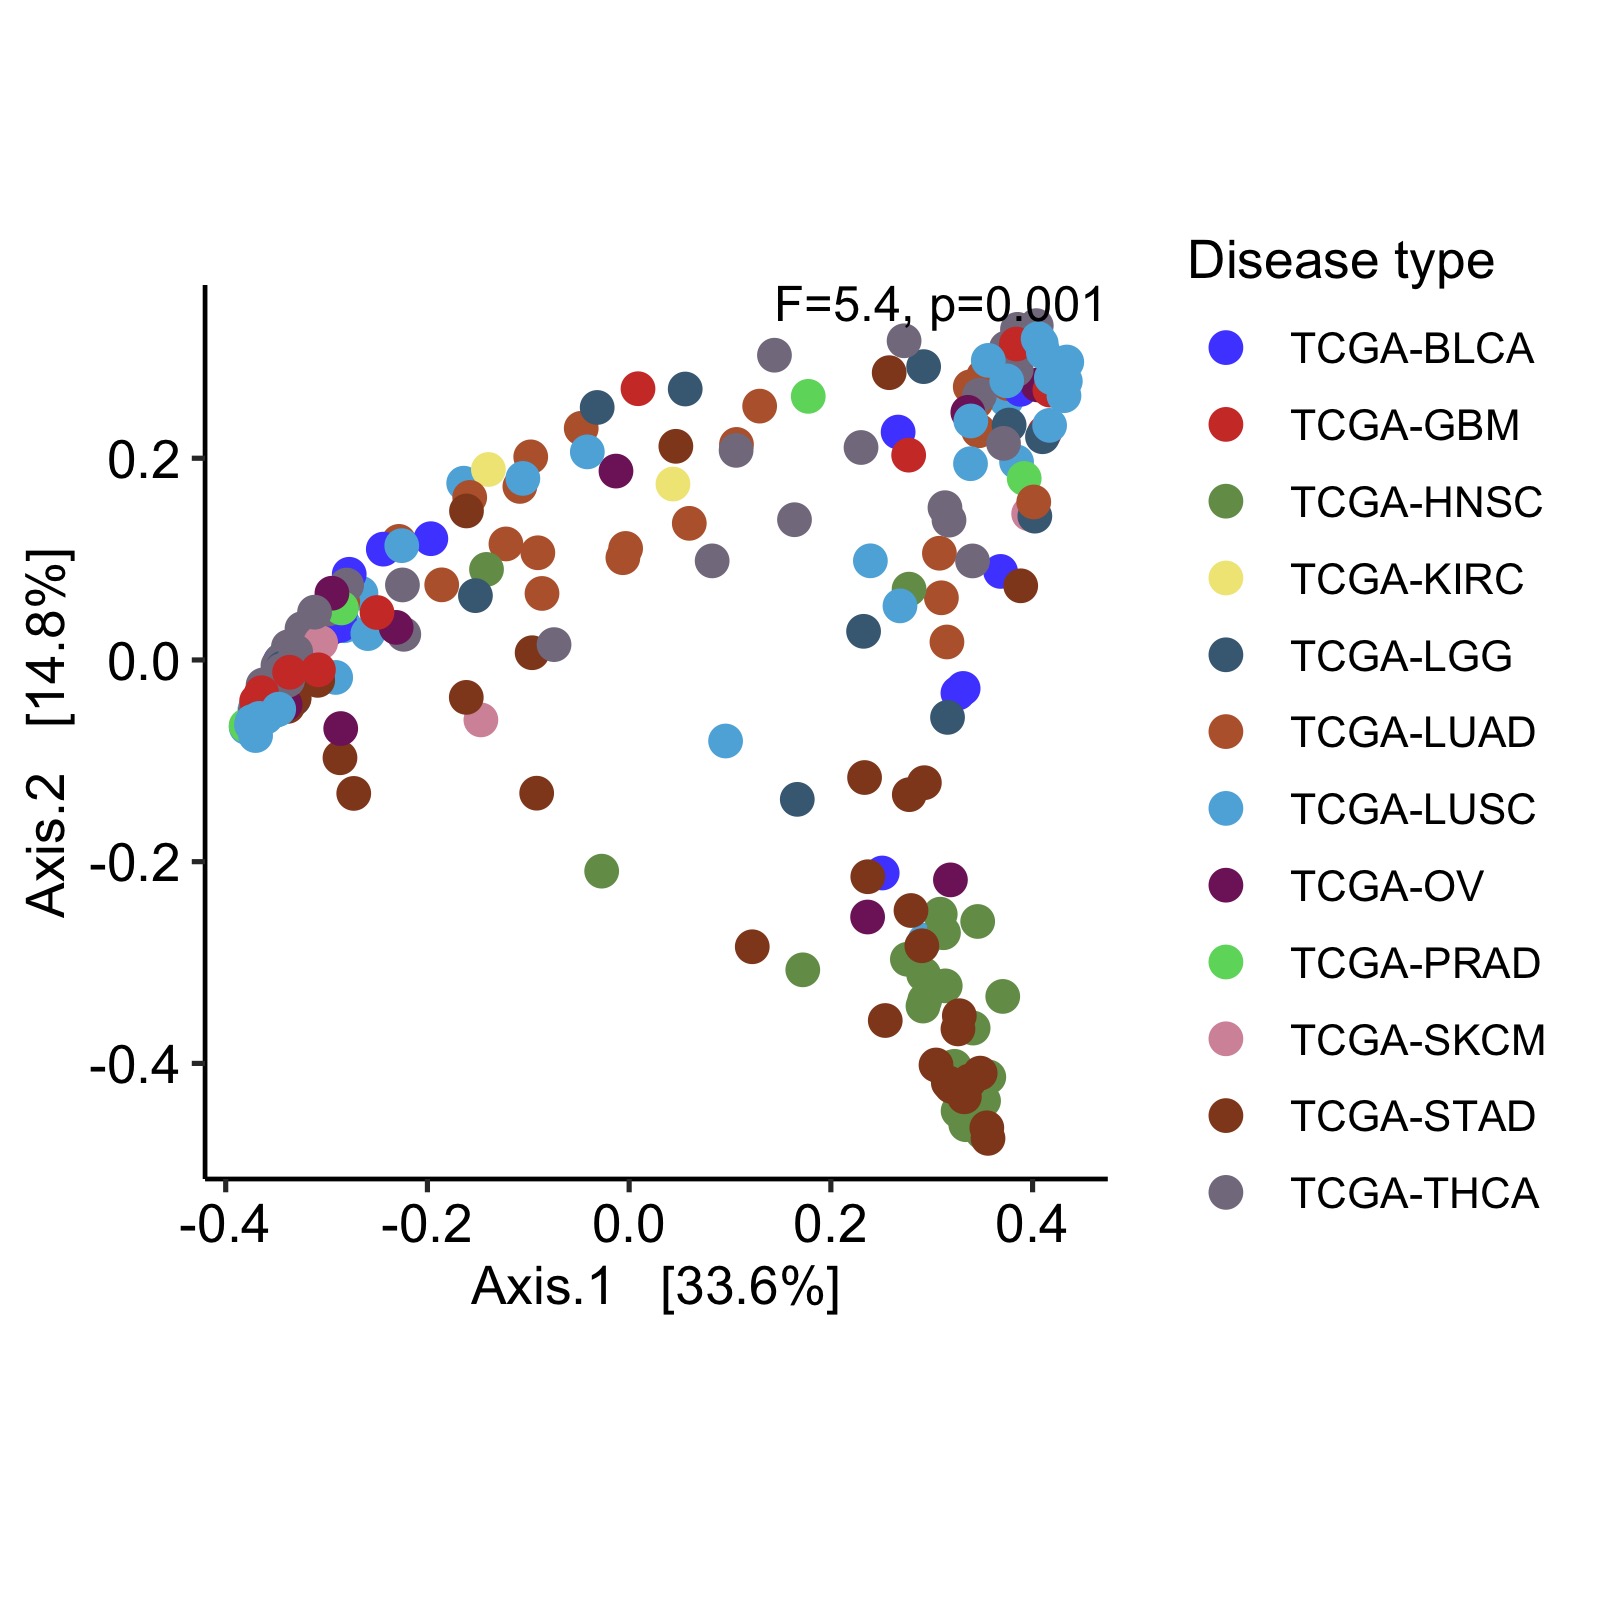 Disease type
F=5.4, p=0.001
TCGA-BLCA
TCGA-GBM
TCGA-HNSC
TCGA-KIRC
TCGA-LGG
TCGA-LUAD
TCGA-LUSC
TCGA-OV
TCGA-PRAD
TCGA-SKCM
TCGA-STAD
TCGA-THCA
Axis.2 [14.8%]
0.2
0.0
-0.2
-0.4
-0.4 -0.2 0.0 0.2 0.4
Axis.1 [33.6%]